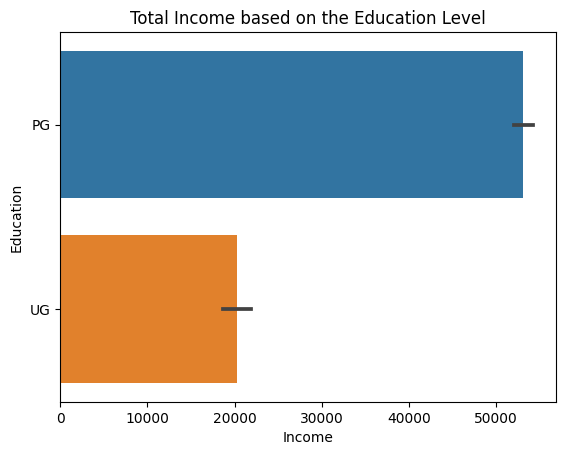 Total Income based on the Education Level
Education
PG
UG
0 10000 20000 30000 40000 50000
Income